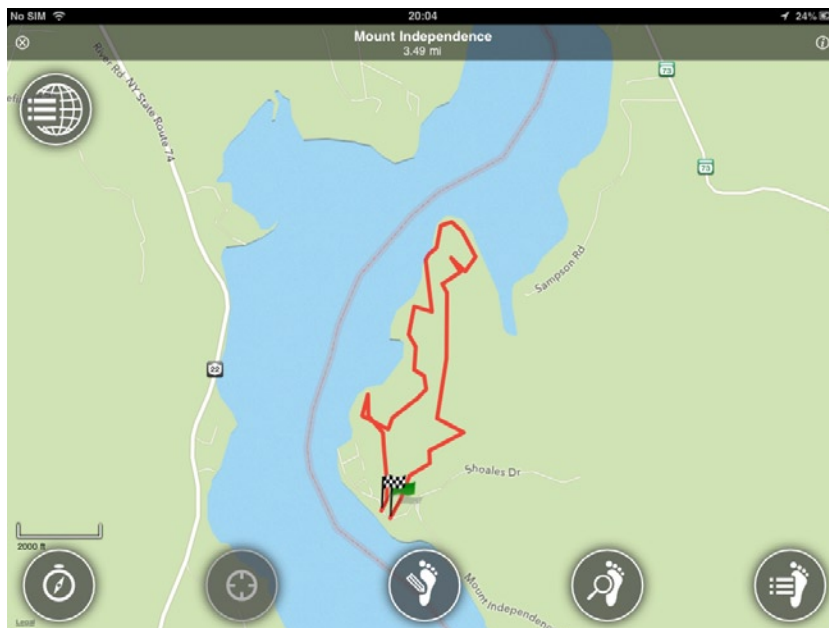 No SIM
20:04
24%
Mount Independence
3.49 mi
River Rd
NY State Route 74
73
73
Sampson Rd
22
Shoales Dr
2000 ft
Mount Independence
Legal